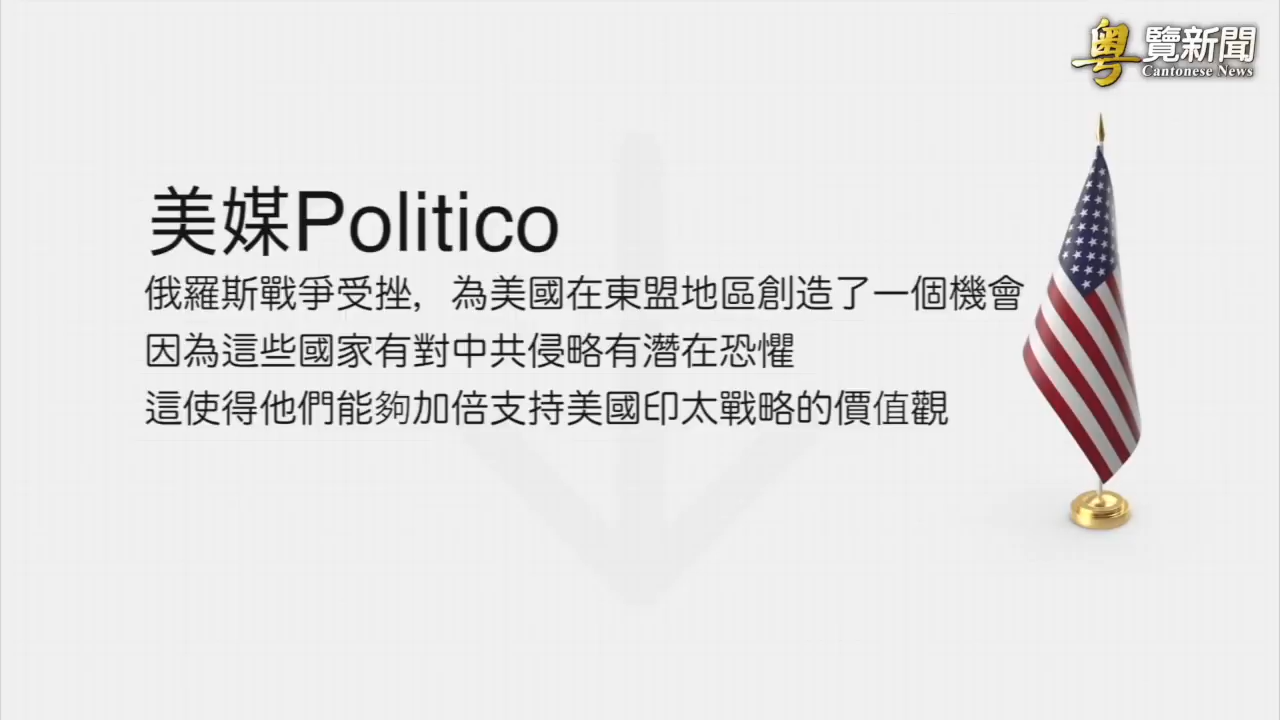 粵覽新聞
Cantonese News
美媒Politico
俄羅斯戰爭受挫，為美國在東盟地區創造了一個機會
因為這些國家有對中共侵略有潛在恐懼
這使得他們能夠加倍支持美國印太戰略的價值觀